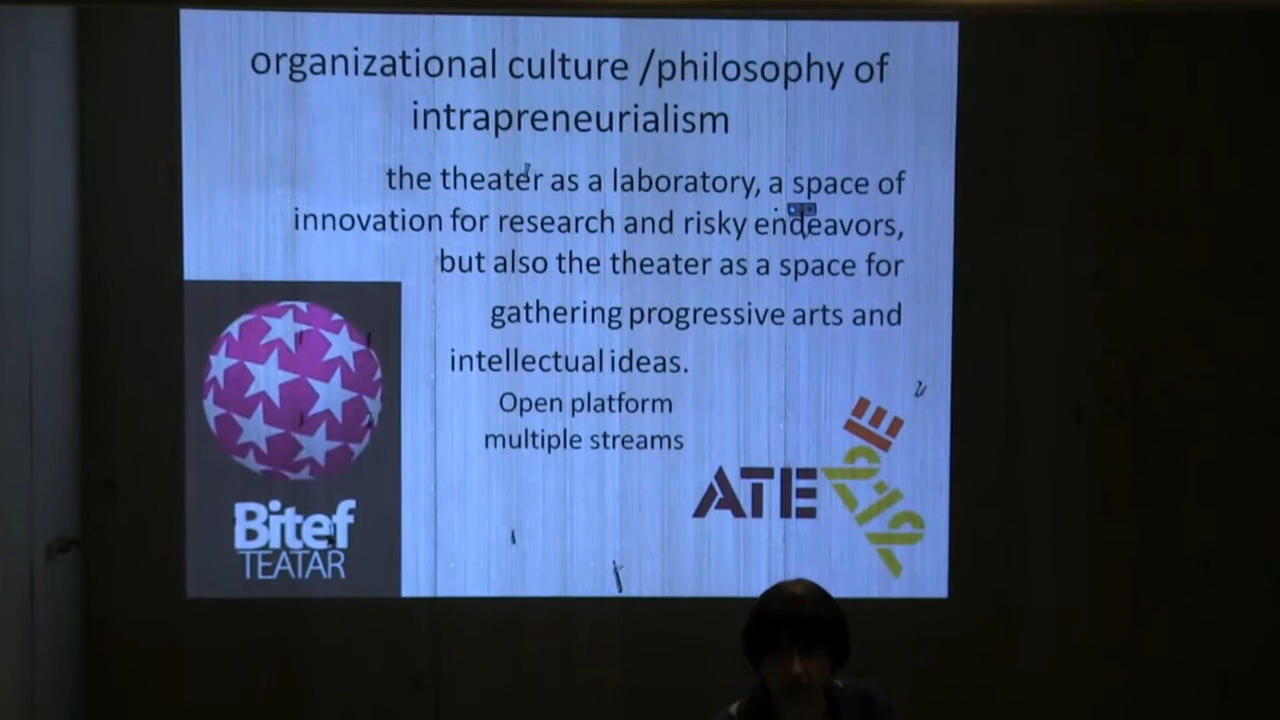 organizational culture /philosophy of
intrapreneurialism
the theater as a laboratory, a space of
innovation for research and risky endeavors,
but also the theater as a space for
gathering progressive arts and
intellectual ideas.
Open platform
multiple streams
Bitef
TEATAR
ATE
212